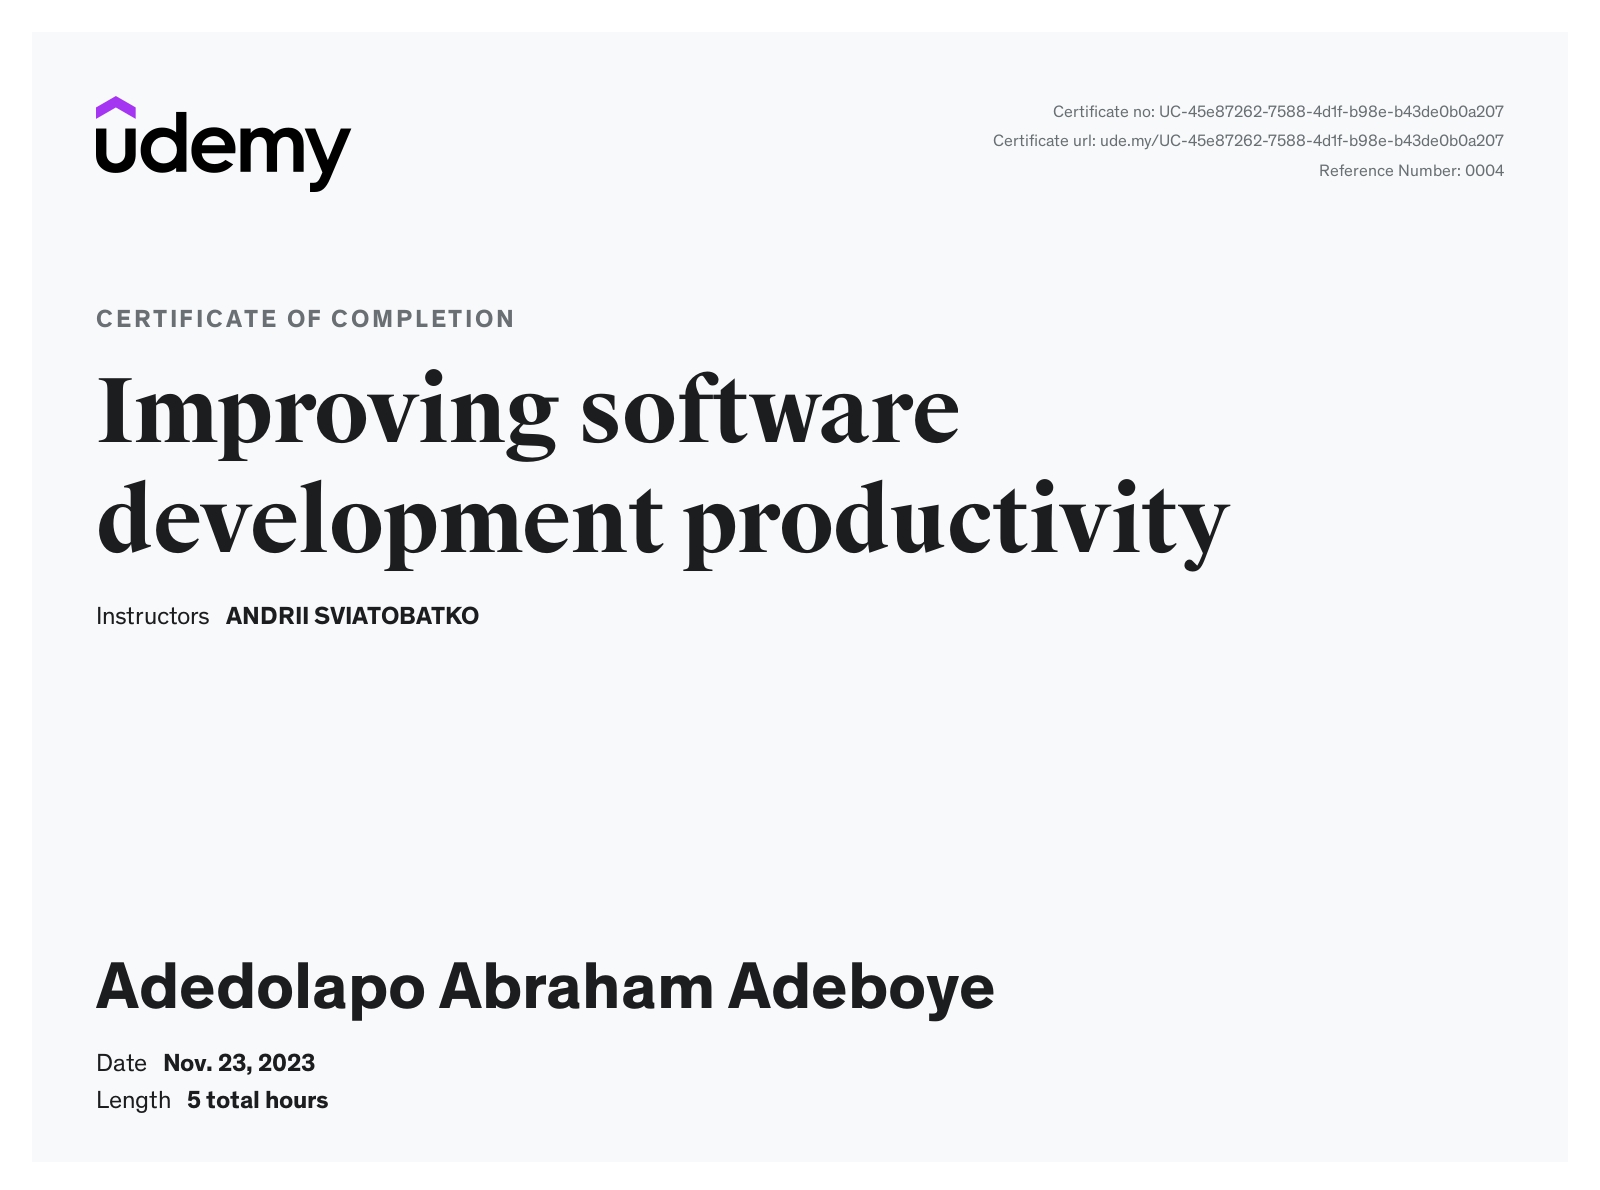 udemy
Certificate no: UC-45e87262-7588-4d1f-b98e-b43de0b0a207
Certificate url: ude.my/UC-45e87262-7588-4d1f-b98e-b43de0b0a207
Reference Number: 0004
CERTIFICATE OF COMPLETION
Improving software
development productivity
Instructors ANDRII SVIATOBATKO
Adedolapo Abraham Adeboye
Date Nov. 23, 2023
Length 5 total hours